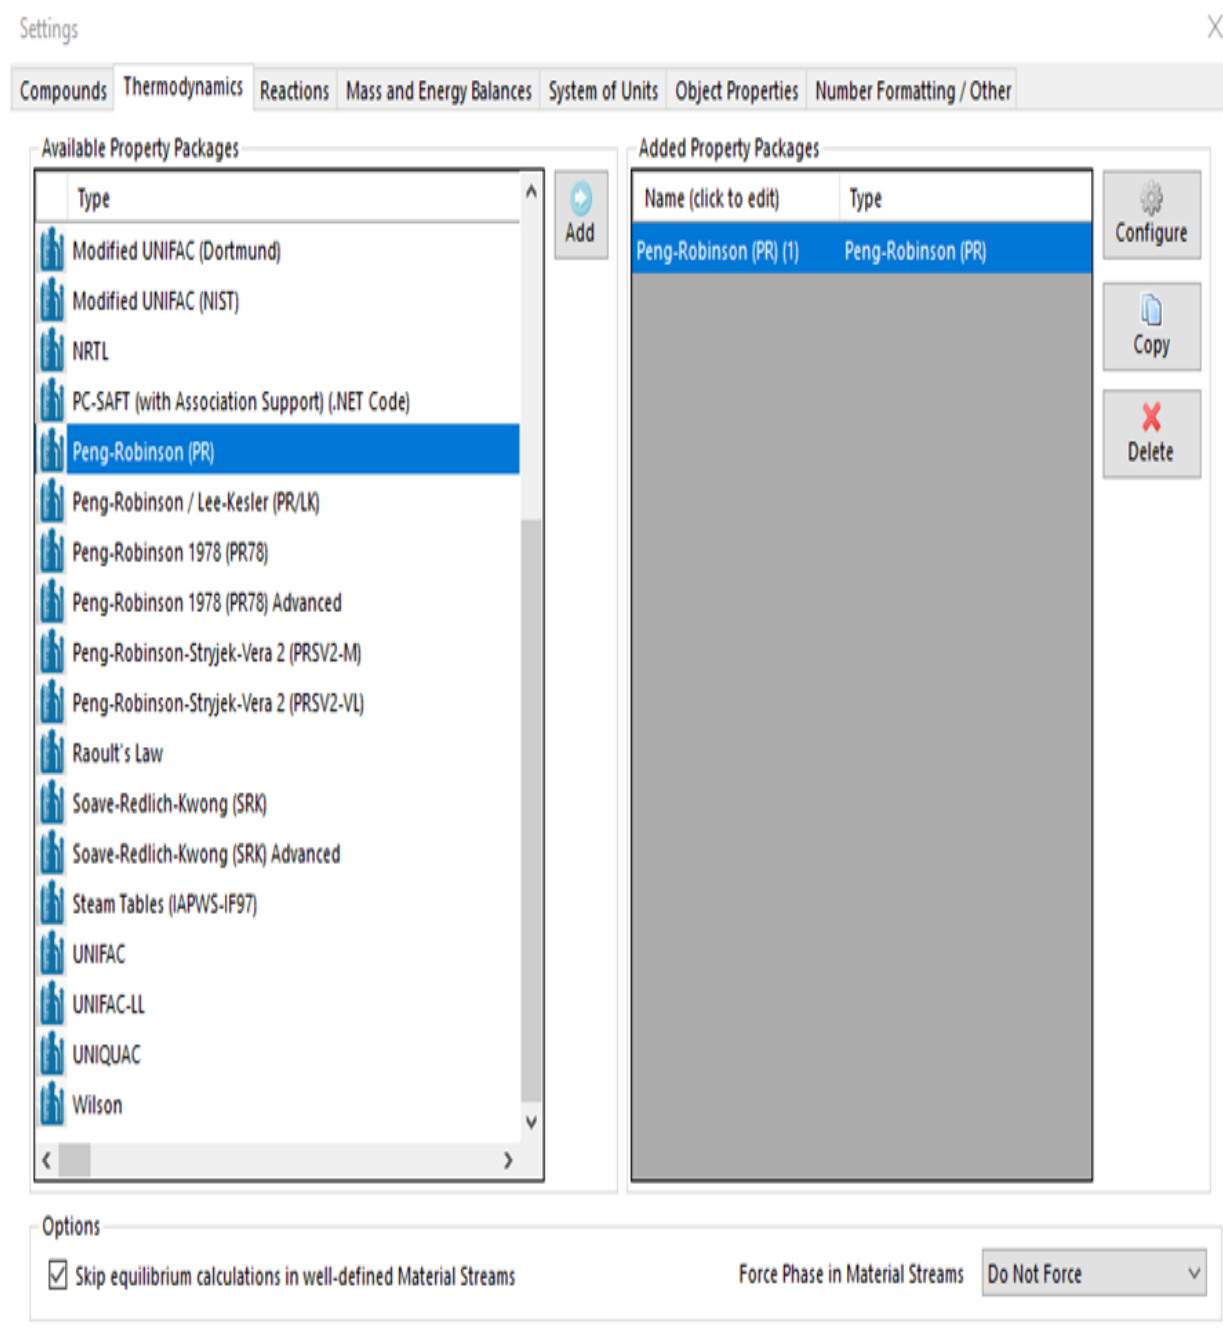 Settings
Compounds Thermodynamics Reactions Mass and Energy Balances System of Units Object Properties Number Formatting / Other
Available Property Packages
Type
Modified UNIFAC (Dortmund)
Modified UNIFAC (NIST)
NRTL
PC-SAFT (with Association Support) (.NET Code)
Peng-Robinson (PR)
Peng-Robinson / Lee-Kesler (PR/LK)
Peng-Robinson 1978 (PR78)
Peng-Robinson 1978 (PR78) Advanced
Peng-Robinson-Stryjek-Vera 2 (PRSV2-M)
Peng-Robinson-Stryjek-Vera 2 (PRSV2-VL)
Raoult's Law
Soave-Redlich-Kwong (SRK)
Soave-Redlich-Kwong (SRK) Advanced
Steam Tables (IAPWS-IF97)
UNIFAC
UNIFAC-LL
UNIQUAC
Wilson
Add
Added Property Packages
Name (click to edit) Type
Peng-Robinson (PR) (1) Peng-Robinson (PR)
Configure
Copy
Delete
Options
Skip equilibrium calculations in well-defined Material Streams
Force Phase in Material Streams Do Not Force